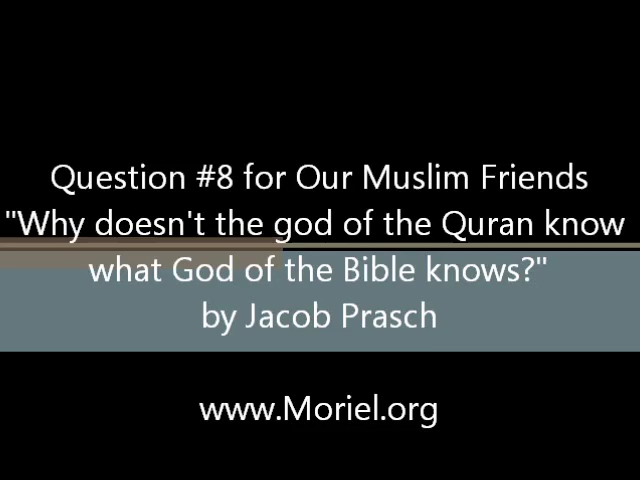 Question #8 for Our Muslim Friends
"Why doesn't the god of the Quran know
what God of the Bible knows?"
by Jacob Prasch
www.Moriel.org